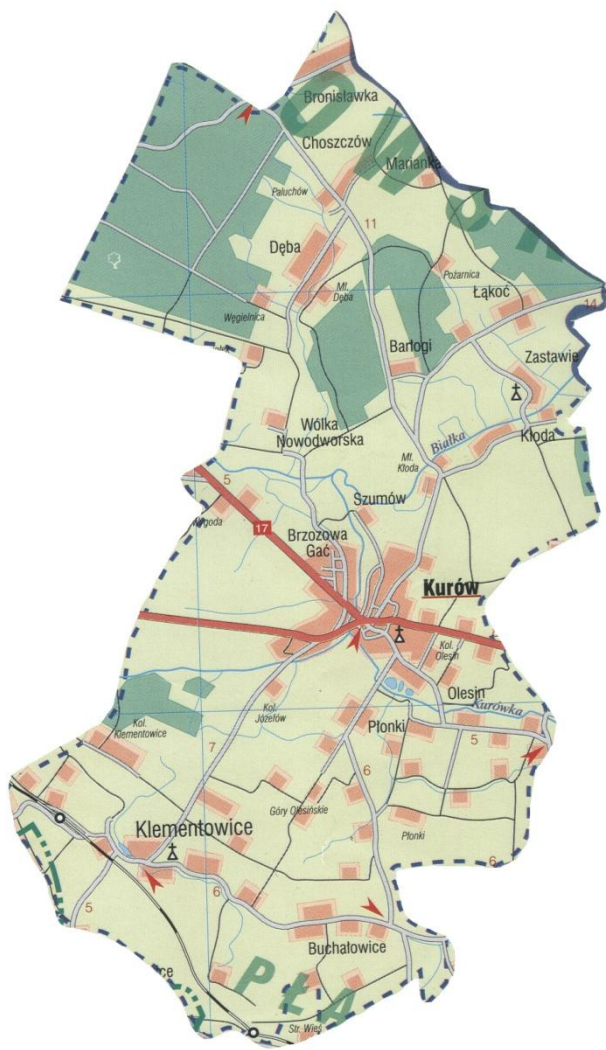 Bronisławka
Choszczów
Marianka
Paluchów
11
Dęba
Pożarnica
Mł.
Dęba
Łąkoć
14
Węgielnica
Barłogi
Zastawie
Wólka
Nowodworska
Białka
Kłoda
Mł.
Kłoda
5
Szumów
17
Brzozowa
Gać
Kurów
Kol.
Olesin
Olesin
Kurówka
Kol.
Józefów
Płonki
5
Kol.
Klementowice
7
6
Góry Olesińskie
Klementowice
Płonki
6
6
5
Buchałowice
PŁA
Str. Wieś